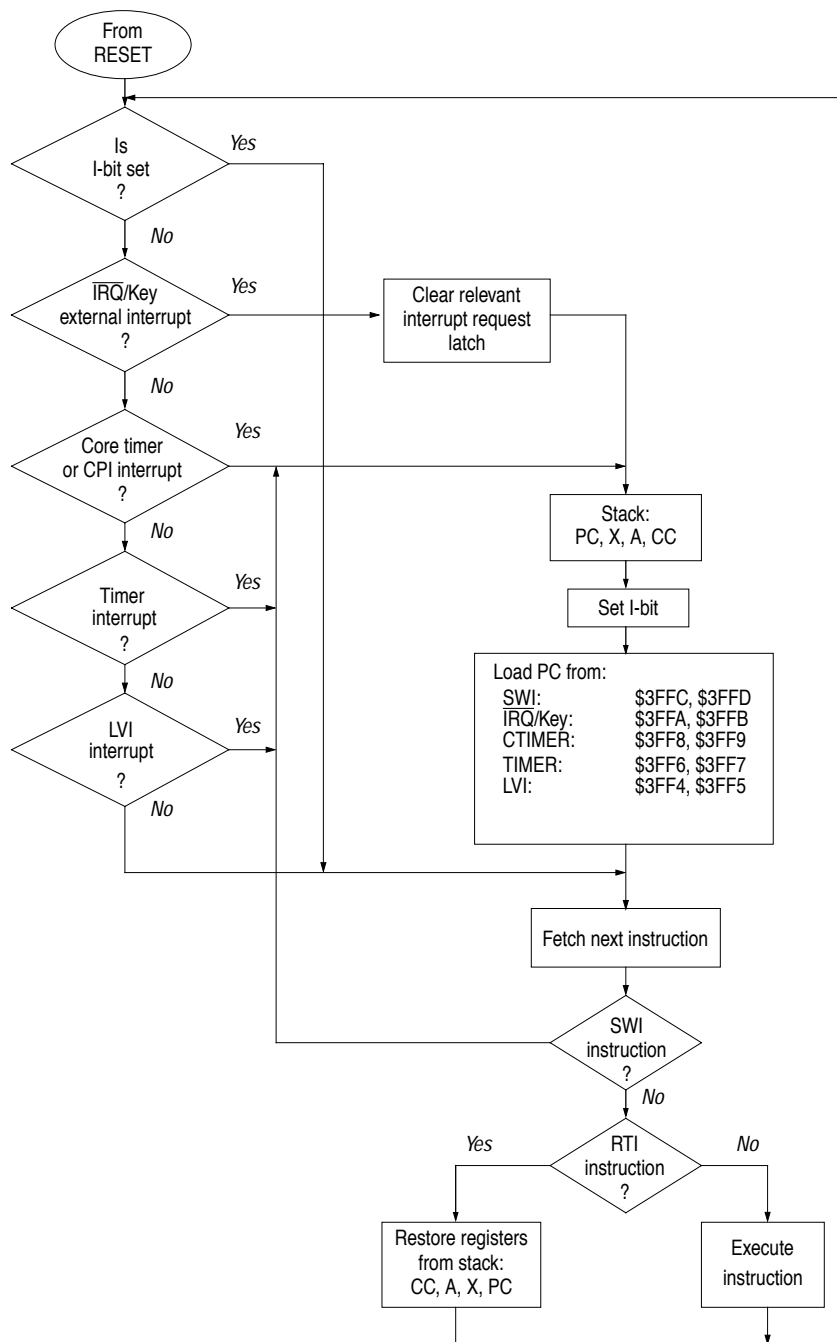 From
RESET
Is
I-bit set
?
Yes
No
IRQ/Key
external interrupt
?
Yes
Clear relevant
interrupt request
latch
No
Core timer
or CPI interrupt
?
Yes
No
Stack:
PC, X, A, CC
Timer
interrupt
?
Yes
Set I-bit
No
Load PC from:
SWI: $3FFC, $3FFD
IRQ/Key: $3FFA, $3FFB
CTIMER: $3FF8, $3FF9
TIMER: $3FF6, $3FF7
LVI: $3FF4, $3FF5
LVI
interrupt
?
Yes
No
Fetch next instruction
SWI
instruction
?
No
RTI
instruction
?
Yes
No
Restore registers
from stack:
CC, A, X, PC
Execute
instruction